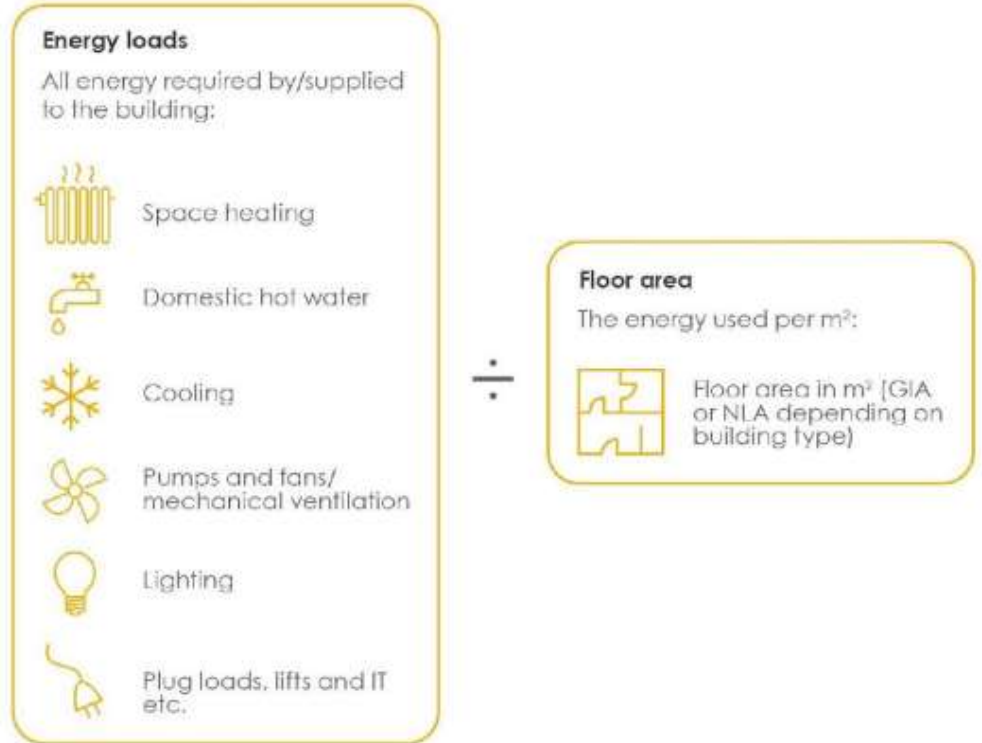 Energy loads
All energy required by/supplied
to the building:
Space heating
Domestic hot water
Cooling
Pumps and fans/
mechanical ventilation
Lighting
Plug loads, lifts and IT
etc.
÷
Floor area
The energy used per m²:
Floor area in m² (GIA
or NLA depending on
building type)